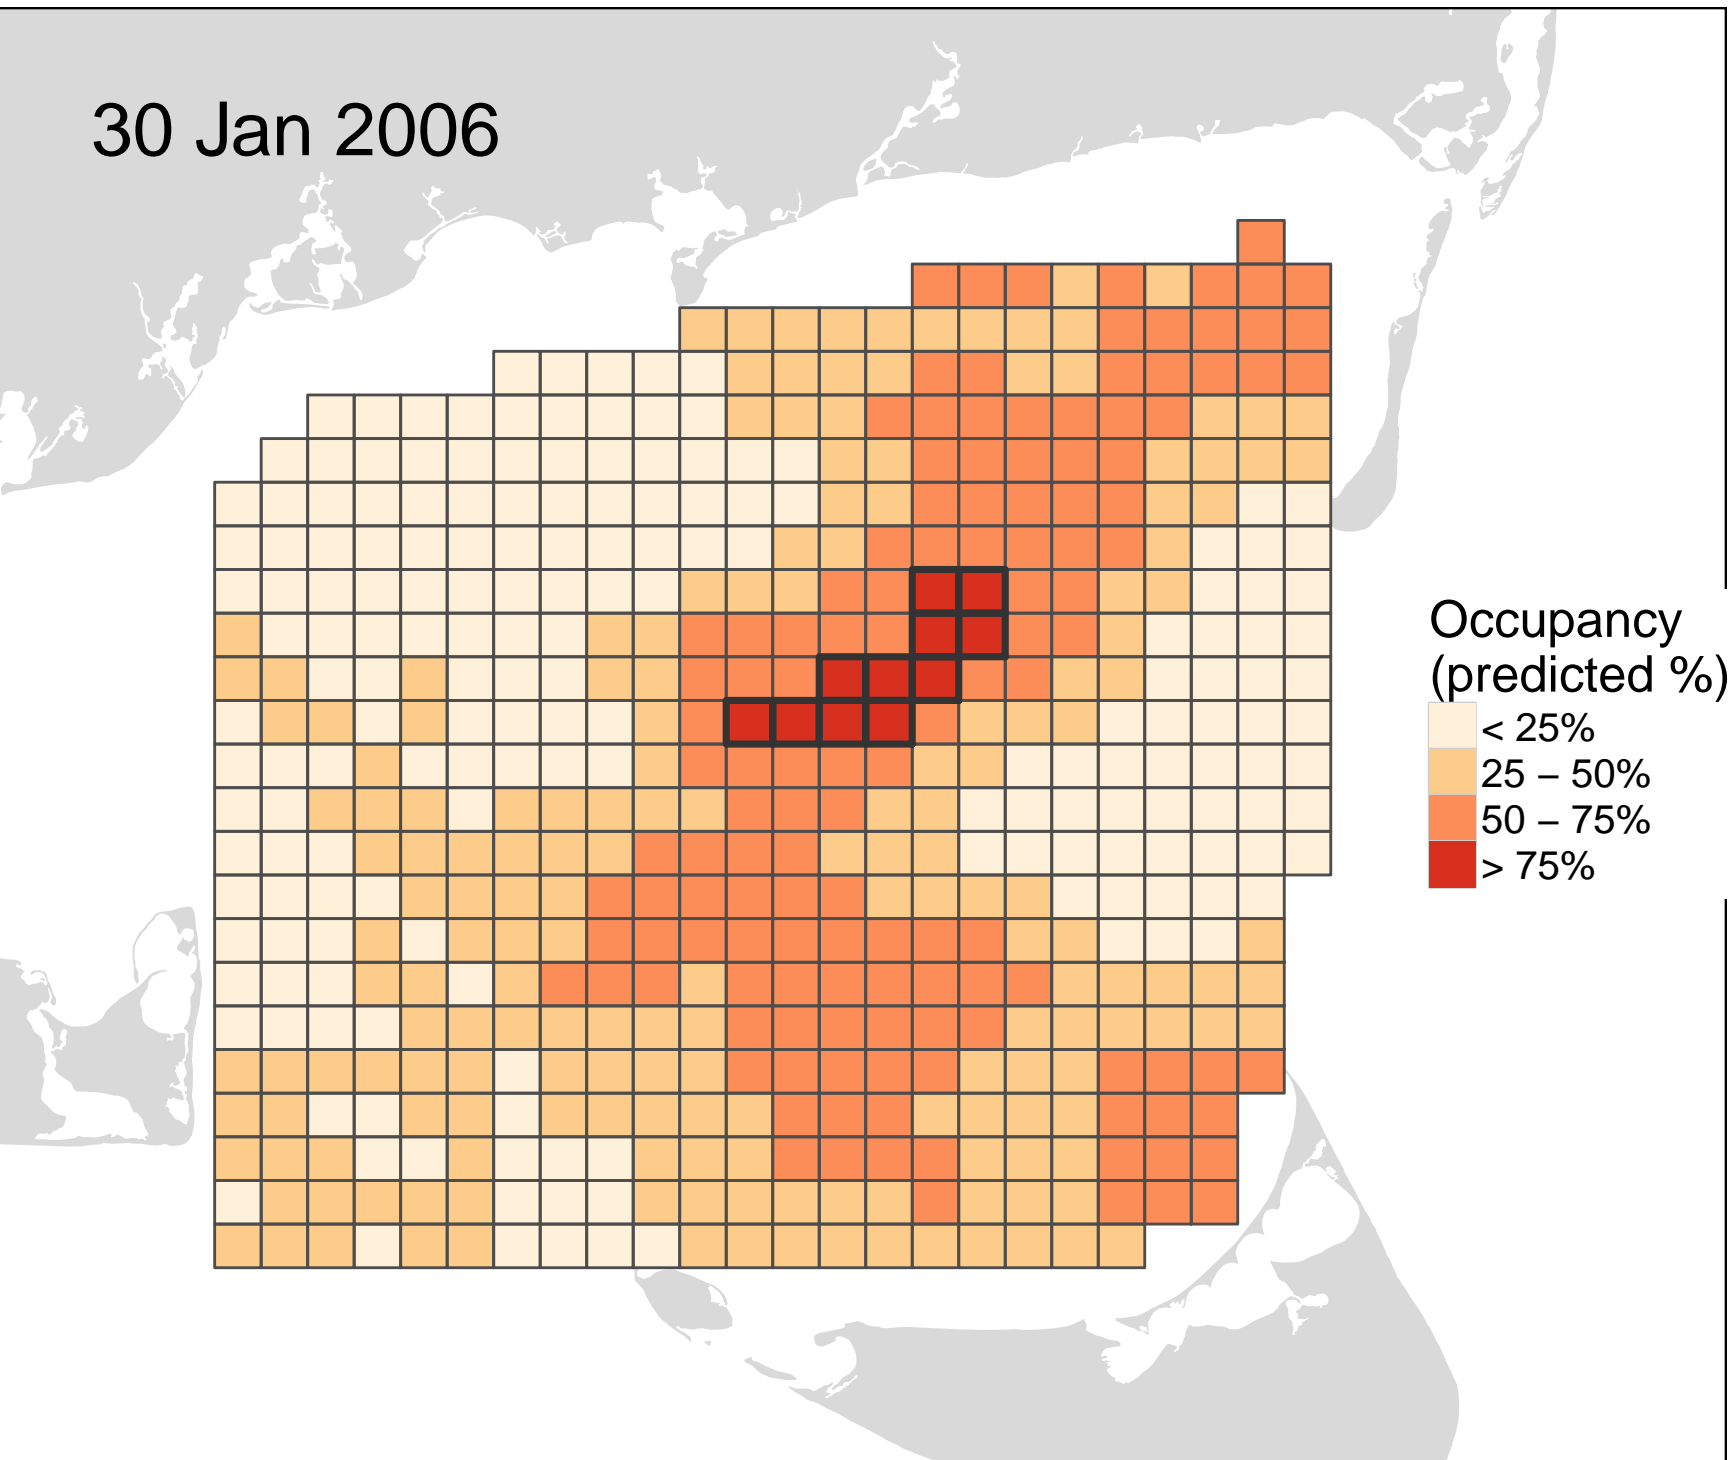 30 Jan 2006
Occupancy
(predicted %)
< 25%
25 – 50%
50 – 75%
> 75%